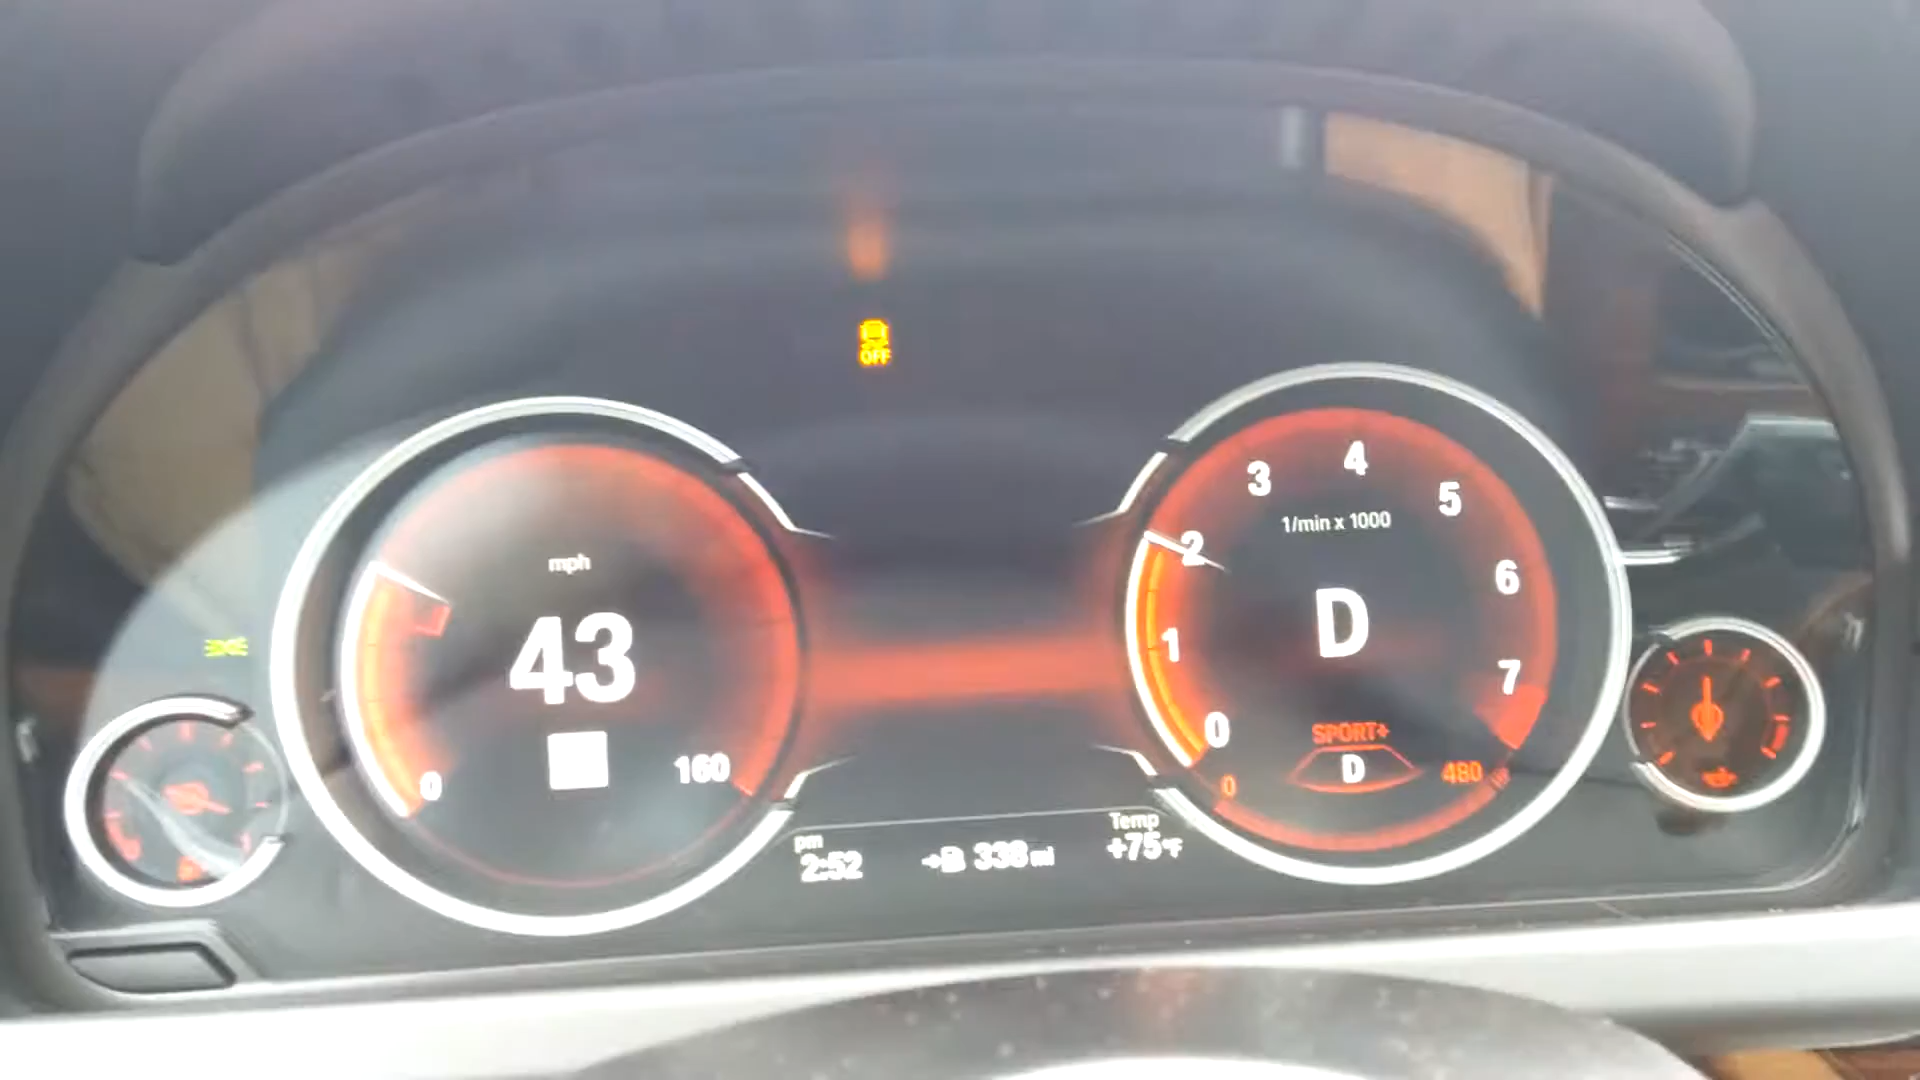 OFF
mph
43
0
160
3
4
5
2
6
1
7
0
1/min x 1000
D
SPORT+
D
0
480
pm
2:52
338 mi
Temp
+75°F